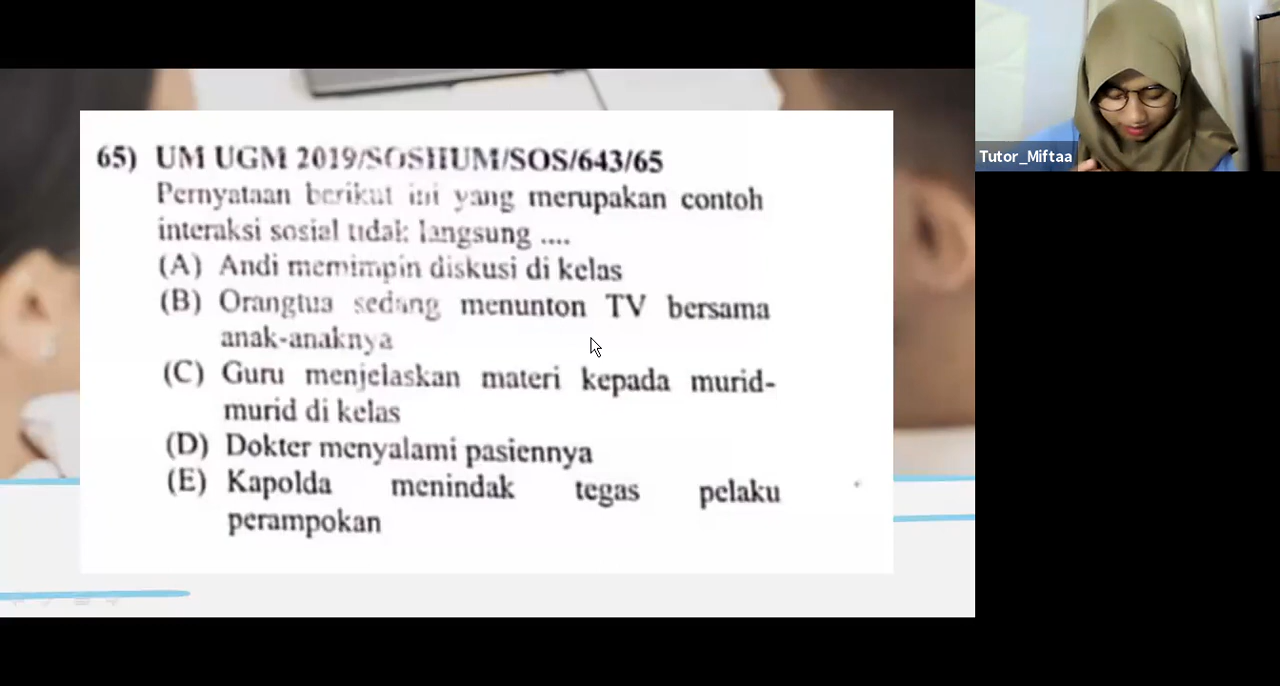 65) UM UGM 2019/SOSHUM/SOS/643/65
Pernyataan berikut ini yang merupakan contoh
interaksi sosial tidak langsung ....
(A) Andi memimpin diskusi di kelas
(B) Orangtua sedang menunton TV bersama
anak-anaknya
(C) Guru menjelaskan materi kepada murid-
murid di kelas
(D) Dokter menyalami pasiennya
(E) Kapolda menindak tegas pelaku
perampokan
Tutor_Miftaa